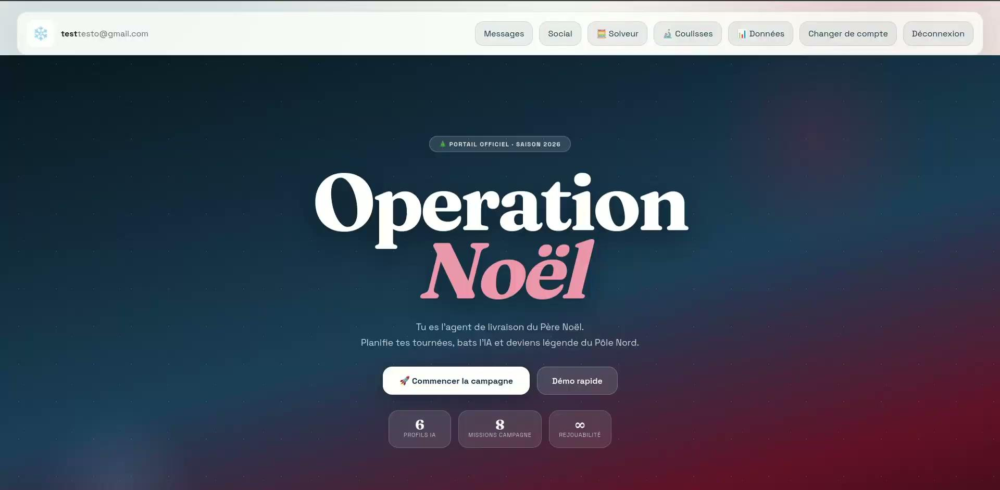 testtesto@gmail.com
Messages
Social
Solveur
Coulisses
Données
Changer de compte
Déconnexion
PORTAIL OFFICIEL · SAISON 2026
Operation
Noël
Tu es l'agent de livraison du Père Noël.
Planifie tes tournées, bats l'IA et deviens légende du Pôle Nord.
🚀 Commencer la campagne
Démo rapide
6
PROFILS IA
8
MISSIONS CAMPAGNE
∞
REJOUABILITÉ